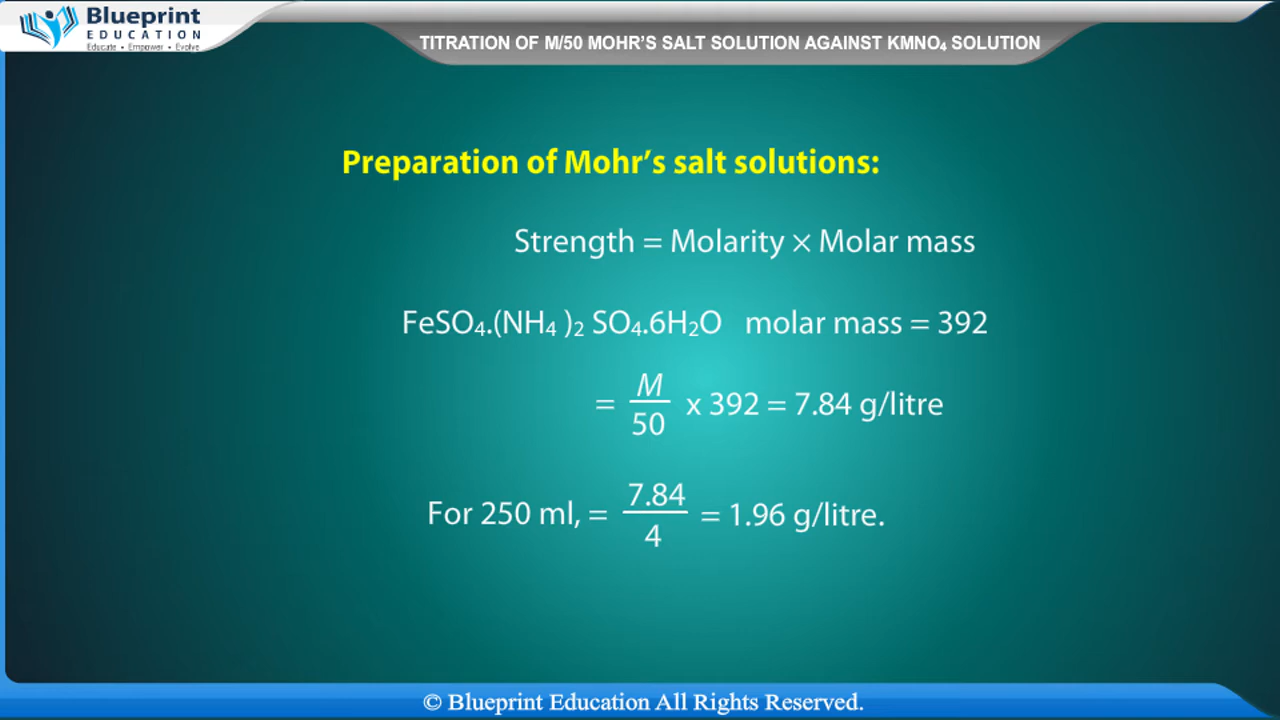 Blueprint
EDUCATION
Educate • Empower • Evolve
TITRATION OF M/50 MOHR'S SALT SOLUTION AGAINST KMNO₄ SOLUTION
Preparation of Mohr's salt solutions:
Strength = Molarity × Molar mass
FeSO₄.(NH₄ )₂ SO₄.6H₂O molar mass = 392
= M/50 x 392 = 7.84 g/litre
For 250 ml, = 7.84/4 = 1.96 g/litre.
© Blueprint Education All Rights Reserved.